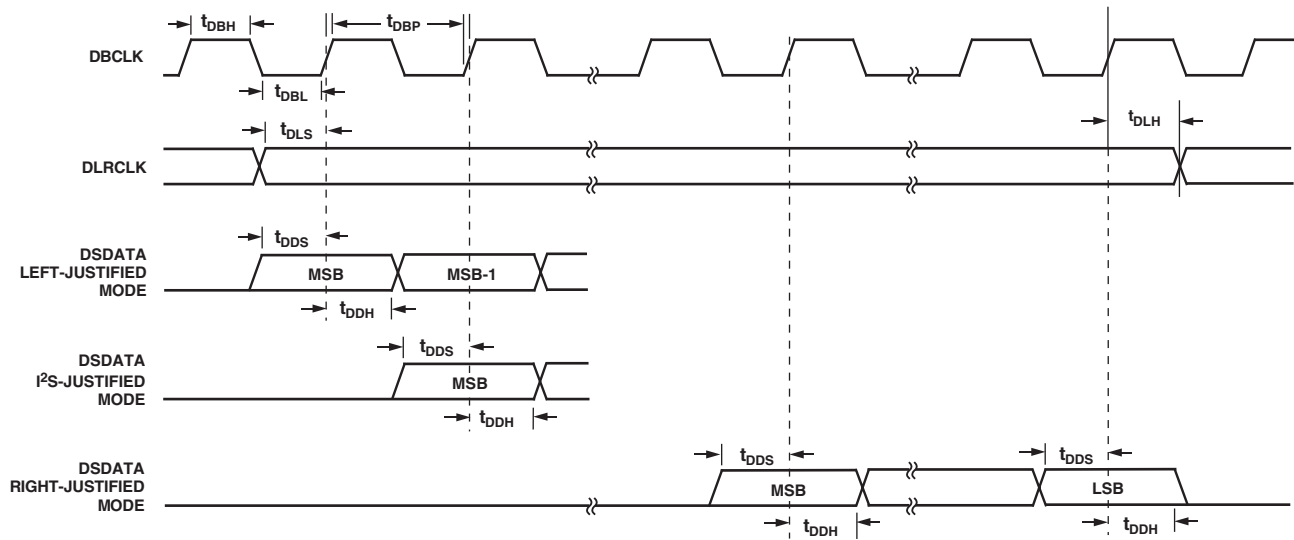 tDBH
tDBP
DBCLK
tDBL
tDLH
tDLS
DLRCLK
tDDS
DSDATA
LEFT-JUSTIFIED
MODE
MSB
MSB-1
tDDH
DSDATA
I²S-JUSTIFIED
MODE
tDDS
MSB
tDDH
DSDATA
RIGHT-JUSTIFIED
MODE
tDDS
tDDS
MSB
LSB
tDDH
tDDH